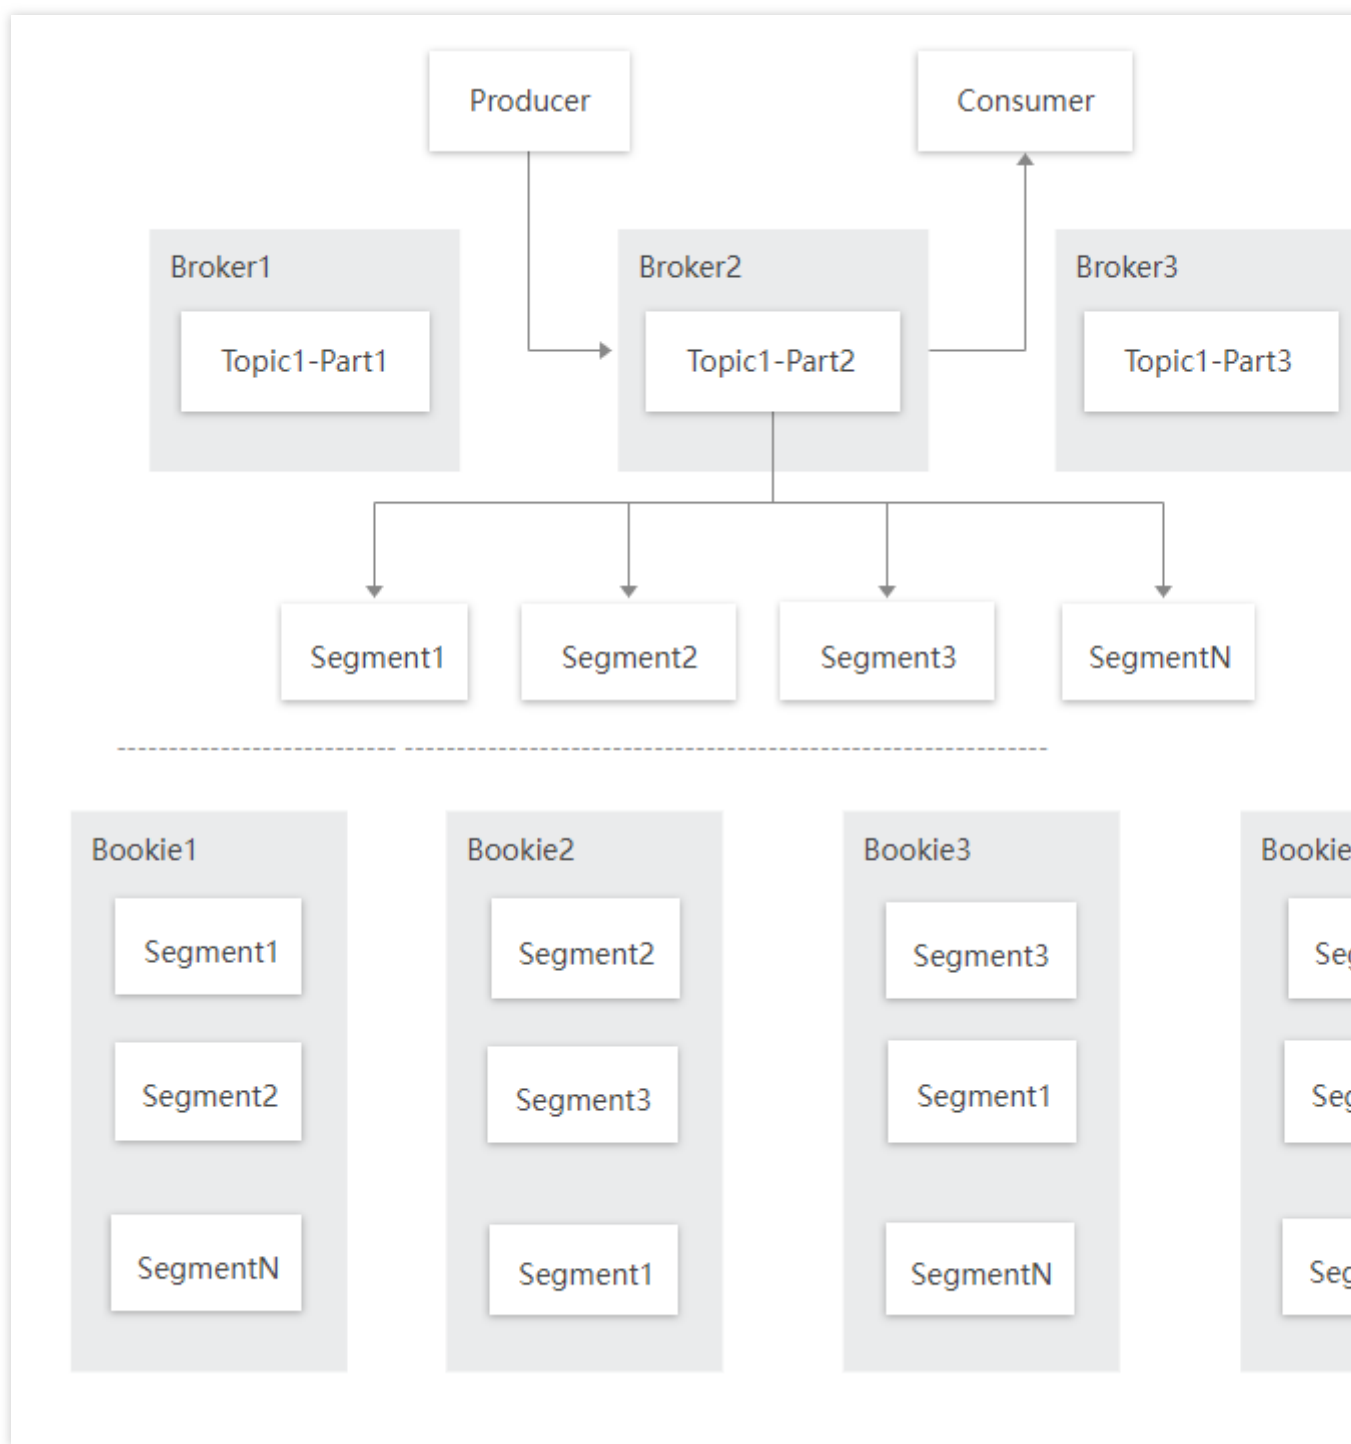 Producer
Consumer
Broker1
Broker2
Broker3
Topic1-Part1
Topic1-Part2
Topic1-Part3
Segment1
Segment2
Segment3
SegmentN
Bookie1
Bookie2
Bookie3
Bookie
Segment1
Segment2
Segment3
Segment2
Segment3
Segment1
SegmentN
Segment1
SegmentN